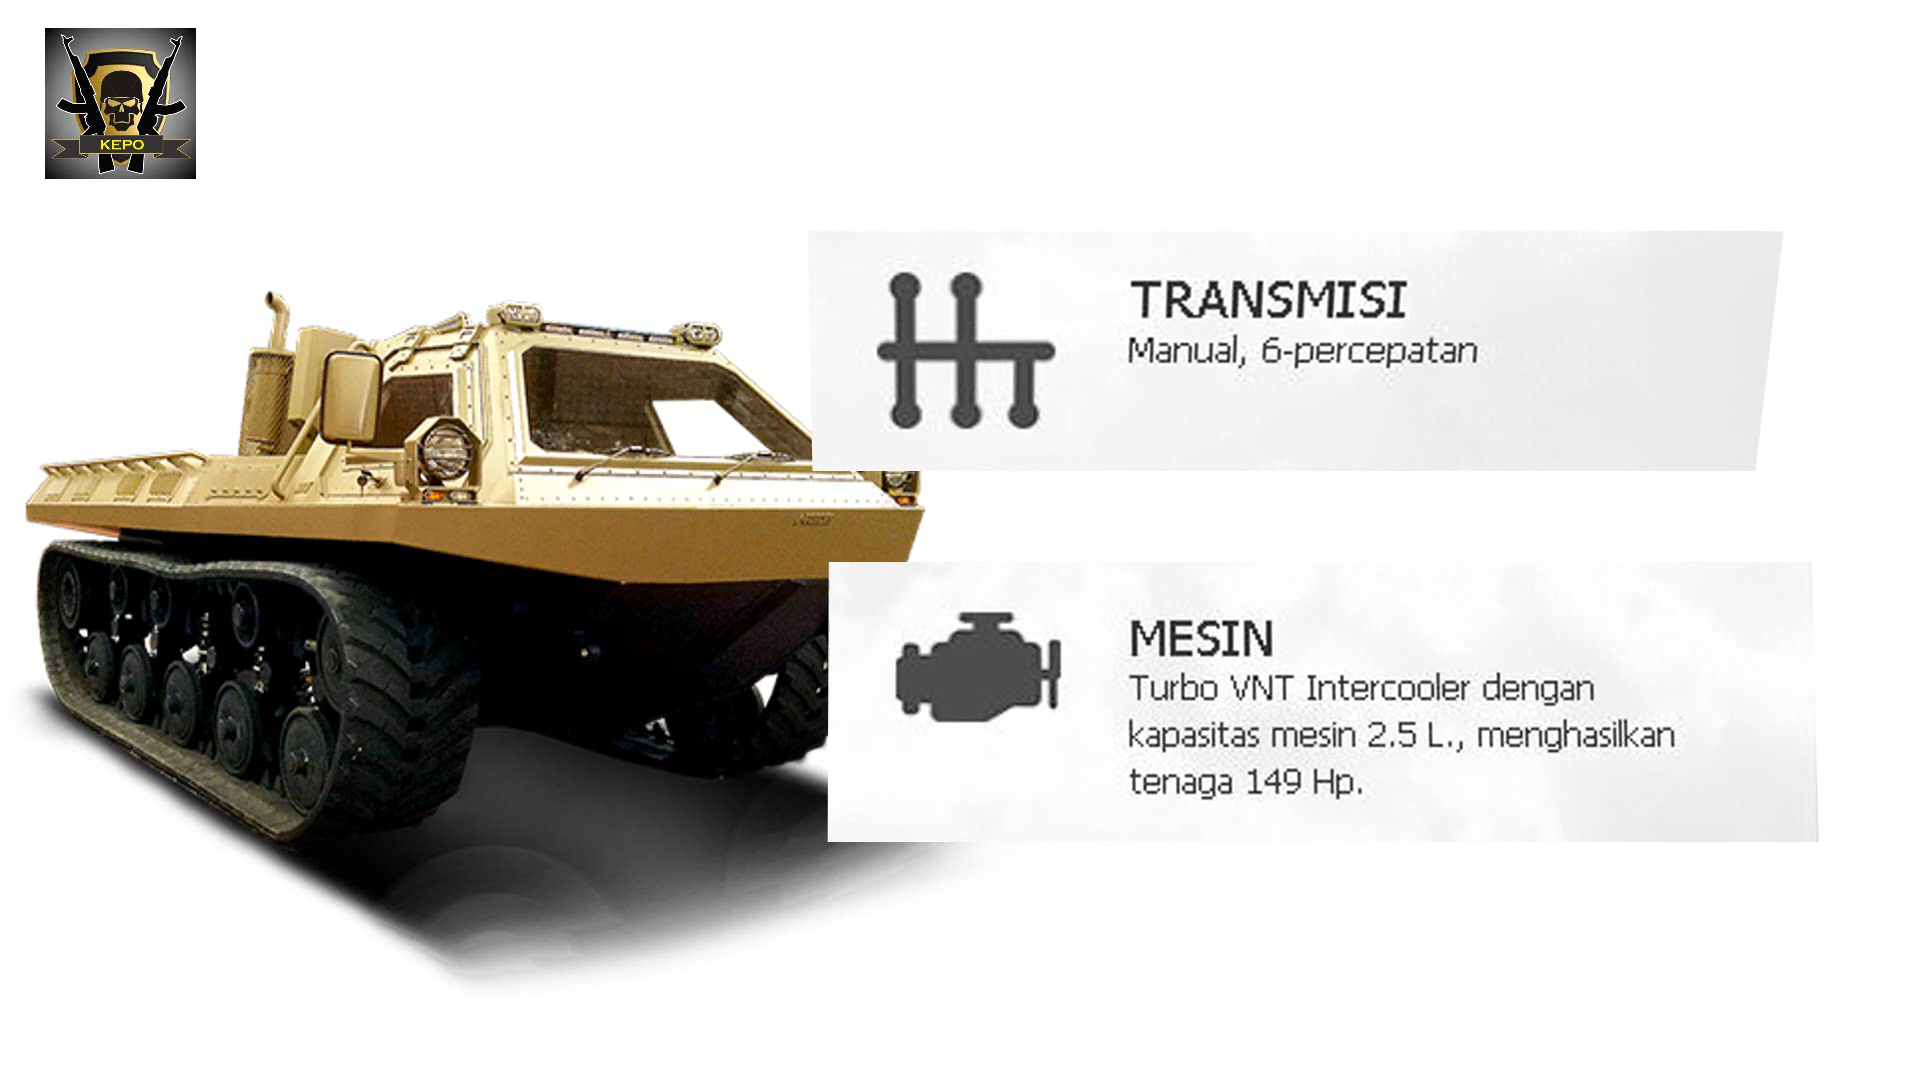 KEPO
TRANSMISI
Manual, 6-percepatan
MESIN
Turbo VNT Intercooler dengan
kapasitas mesin 2.5 L., menghasilkan
tenaga 149 Hp.